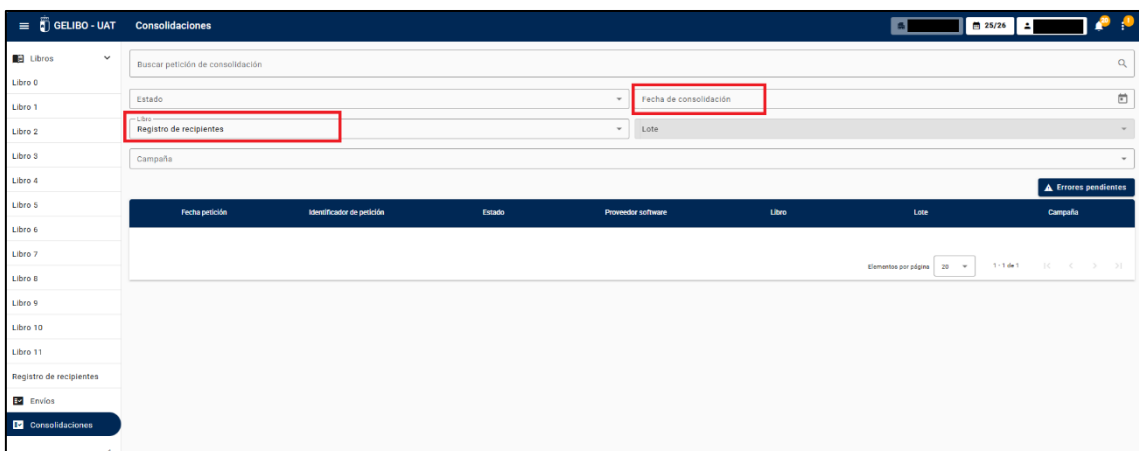 GELIBO - UAT Consolidaciones 25/26 20 1
Libros
Libro 0
Libro 1
Libro 2
Libro 3
Libro 4
Libro 5
Libro 6
Libro 7
Libro 8
Libro 9
Libro 10
Libro 11
Registro de recipientes
Envíos
Consolidaciones
Buscar petición de consolidación
Estado Fecha de consolidación
Libro
Registro de recipientes Lote
Campaña
Errores pendientes
Fecha petición Identificador de petición Estado Proveedor software Libro Lote Campaña
Elementos por página 20 1 - 1 de 1